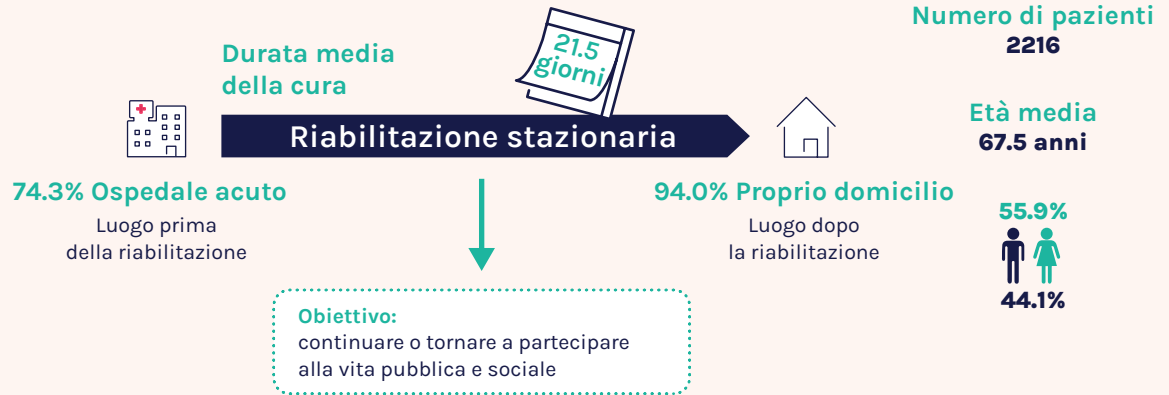 Durata media
della cura
21.5
giorni
Riabilitazione stazionaria
74.3% Ospedale acuto
Luogo prima
della riabilitazione
94.0% Proprio domicilio
Luogo dopo
la riabilitazione
Obiettivo:
continuare o tornare a partecipare
alla vita pubblica e sociale
Numero di pazienti
2216
Età media
67.5 anni
55.9%
44.1%